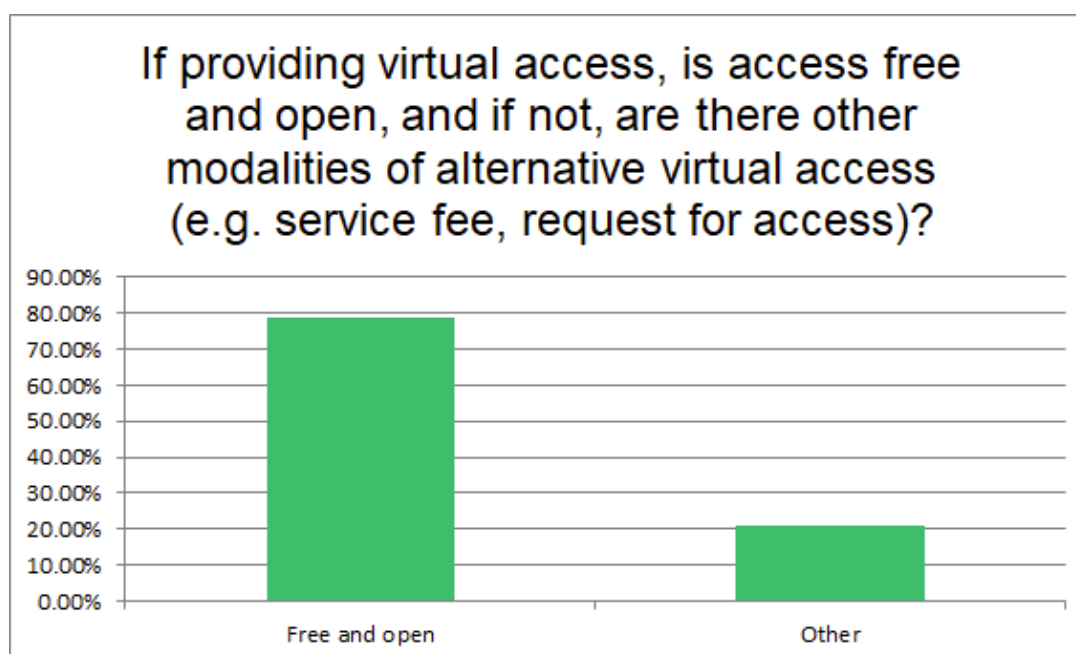 If providing virtual access, is access free
and open, and if not, are there other
modalities of alternative virtual access
(e.g. service fee, request for access)?
90.00%
80.00%
70.00%
60.00%
50.00%
40.00%
30.00%
20.00%
10.00%
0.00%
Free and open
Other